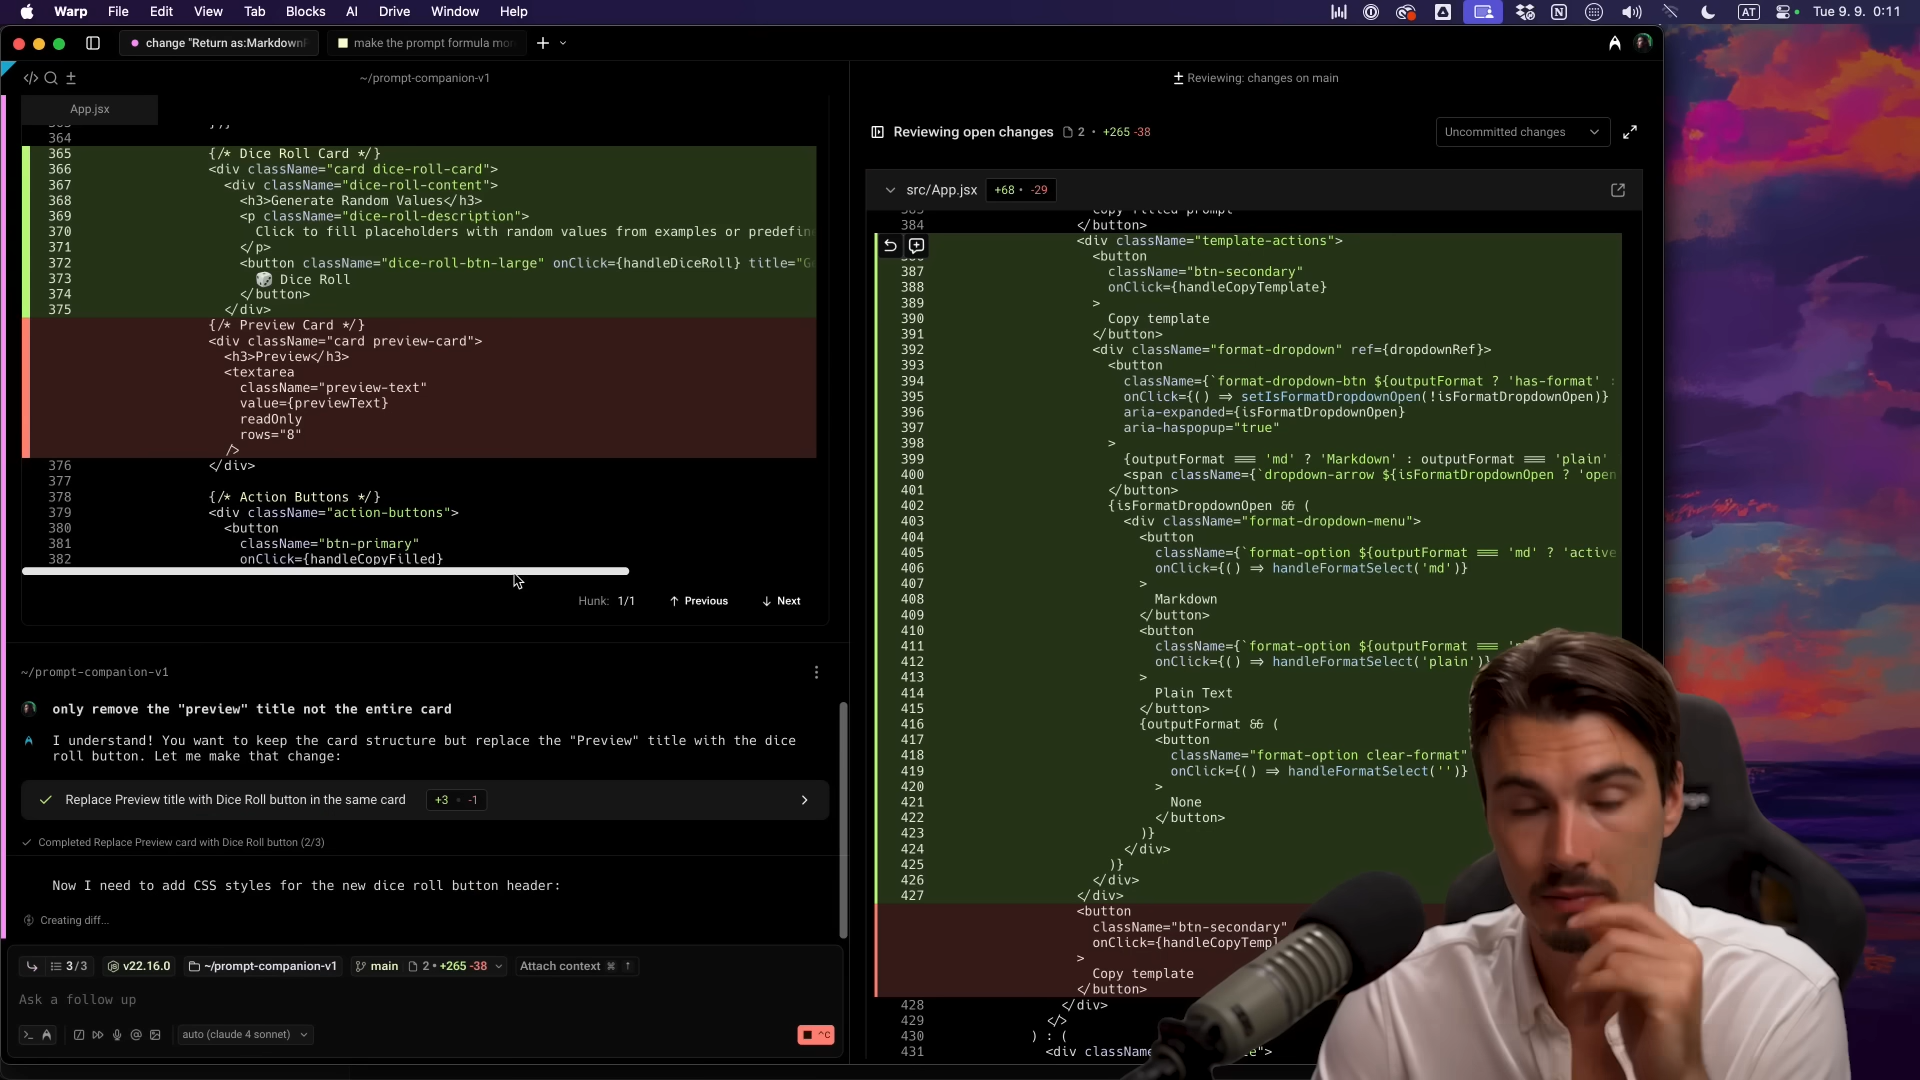 Warp File Edit View Tab Blocks AI Drive Window Help
AT Tue 9. 9. 0:11
change "Return as:Markdown
make the prompt formula mor
~/prompt-companion-v1
App.jsx
364
365 {/* Dice Roll Card */}
366 <div className="card dice-roll-card">
367 <div className="dice-roll-content">
368 <h3>Generate Random Values</h3>
369 <p className="dice-roll-description">
370 Click to fill placeholders with random values from examples or predefin
371 </p>
372 <button className="dice-roll-btn-large" onClick={handleDiceRoll} title="G
373 🎲 Dice Roll
374 </button>
375 </div>
{/* Preview Card */}
<div className="card preview-card">
<h3>Preview</h3>
<textarea
className="preview-text"
value={previewText}
readOnly
rows="8"
/>
376 </div>
377
378 {/* Action Buttons */}
379 <div className="action-buttons">
380 <button
381 className="btn-primary"
382 onClick={handleCopyFilled}
Hunk: 1/1 ↑ Previous ↓ Next
~/prompt-companion-v1
only remove the "preview" title not the entire card
I understand! You want to keep the card structure but replace the "Preview" title with the dice
roll button. Let me make that change:
Replace Preview title with Dice Roll button in the same card +3 • -1
Completed Replace Preview card with Dice Roll button (2/3)
Now I need to add CSS styles for the new dice roll button header:
Creating diff...
3/3 v22.16.0 ~/prompt-companion-v1 main 2 • +265 -38 Attach context ⌘ ↑
Ask a follow up
auto (claude 4 sonnet) ^C
± Reviewing: changes on main
Reviewing open changes 2 • +265 -38 Uncommitted changes
src/App.jsx +68 • -29
Copy filled prompt
384 </button>
<div className="template-actions">
<button
387 className="btn-secondary"
388 onClick={handleCopyTemplate}
389 >
390 Copy template
391 </button>
392 <div className="format-dropdown" ref={dropdownRef}>
393 <button
394 className={`format-dropdown-btn ${outputFormat ? 'has-format' :
395 onClick={() => setIsFormatDropdownOpen(!isFormatDropdownOpen)}
396 aria-expanded={isFormatDropdownOpen}
397 aria-haspopup="true"
398 >
399 {outputFormat === 'md' ? 'Markdown' : outputFormat === 'plain'
400 <span className={`dropdown-arrow ${isFormatDropdownOpen ? 'open
401 </button>
402 {isFormatDropdownOpen && (
403 <div className="format-dropdown-menu">
404 <button
405 className={`format-option ${outputFormat === 'md' ? 'active
406 onClick={() => handleFormatSelect('md')}
407 >
408 Markdown
409 </button>
410 <button
411 className={`format-option ${outputFormat ===
412 onClick={() => handleFormatSelect('plain')}
413 >
414 Plain Text
415 </button>
416 {outputFormat && (
417 <button
418 className="format-option clear-format"
419 onClick={() => handleFormatSelect('')}
420 >
421 None
422 </button>
423 )}
424 </div>
425 )}
426 </div>
427 </div>
<button
className="btn-secondary"
onClick={handleCopyTempl
>
Copy template
</button>
428 </div>
429 </>
430 ) : (
431 <div classNam